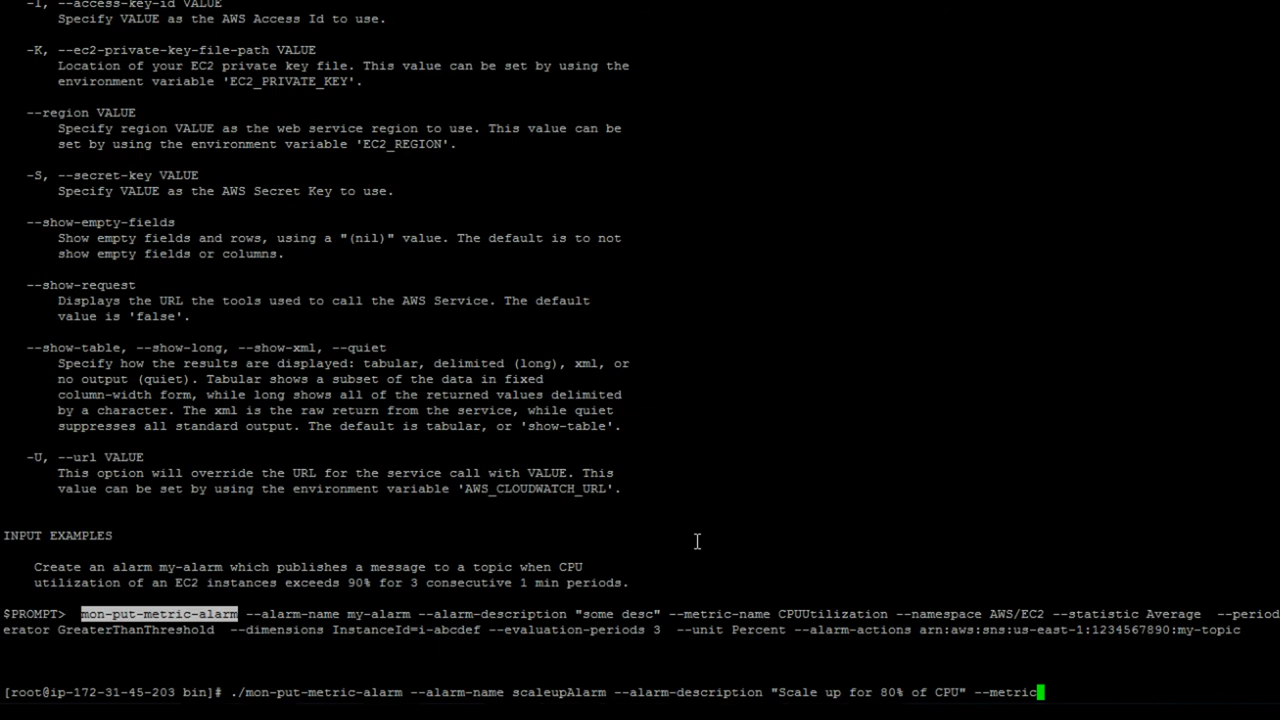 -I, --access-key-id VALUE
Specify VALUE as the AWS Access Id to use.
-K, --ec2-private-key-file-path VALUE
Location of your EC2 private key file. This value can be set by using the
environment variable 'EC2_PRIVATE_KEY'.
--region VALUE
Specify region VALUE as the web service region to use. This value can be
set by using the environment variable 'EC2_REGION'.
-S, --secret-key VALUE
Specify VALUE as the AWS Secret Key to use.
--show-empty-fields
Show empty fields and rows, using a "(nil)" value. The default is to not
show empty fields or columns.
--show-request
Displays the URL the tools used to call the AWS Service. The default
value is 'false'.
--show-table, --show-long, --show-xml, --quiet
Specify how the results are displayed: tabular, delimited (long), xml, or
no output (quiet). Tabular shows a subset of the data in fixed
column-width form, while long shows all of the returned values delimited
by a character. The xml is the raw return from the service, while quiet
suppresses all standard output. The default is tabular, or 'show-table'.
-U, --url VALUE
This option will override the URL for the service call with VALUE. This
value can be set by using the environment variable 'AWS_CLOUDWATCH_URL'.
INPUT EXAMPLES
Create an alarm my-alarm which publishes a message to a topic when CPU
utilization of an EC2 instances exceeds 90% for 3 consecutive 1 min periods.
$PROMPT> mon-put-metric-alarm --alarm-name my-alarm --alarm-description "some desc" --metric-name CPUUtilization --namespace AWS/EC2 --statistic Average --period
erator GreaterThanThreshold --dimensions InstanceId=i-abcdef --evaluation-periods 3 --unit Percent --alarm-actions arn:aws:sns:us-east-1:1234567890:my-topic
[root@ip-172-31-45-203 bin]# ./mon-put-metric-alarm --alarm-name scaleupAlarm --alarm-description "Scale up for 80% of CPU" --metric